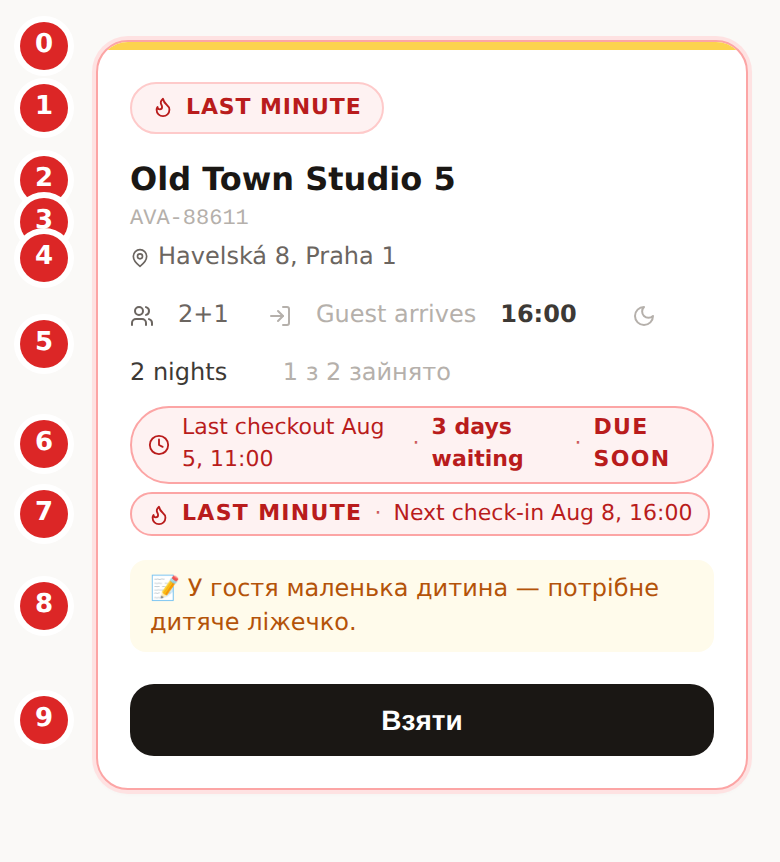 0
1
LAST MINUTE
2
Old Town Studio 5
3
AVA-88611
4
Havelská 8, Praha 1
2+1 Guest arrives 16:00
5
2 nights 1 з 2 зайнято
6
Last checkout Aug 5, 11:00 · 3 days waiting · DUE SOON
7
LAST MINUTE · Next check-in Aug 8, 16:00
8
📝 У гостя маленька дитина — потрібне
дитяче ліжечко.
9
Взяти